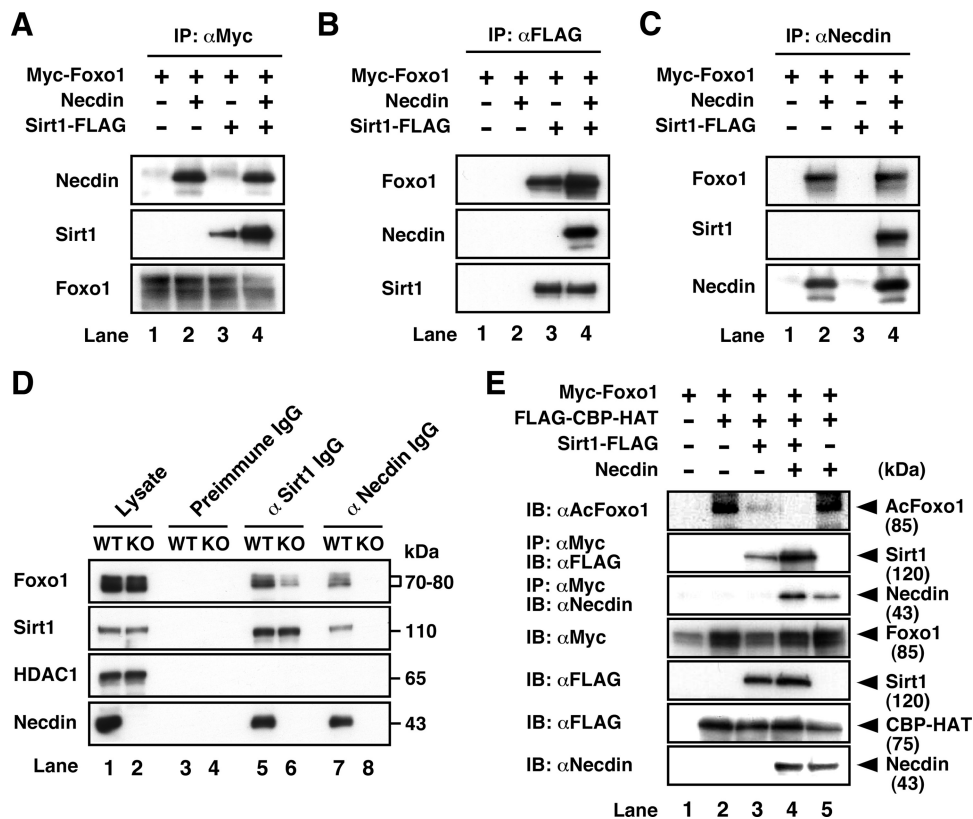 A
IP: αMyc
Myc-Foxo1 + + + +
Necdin - + - +
Sirt1-FLAG - - + +
Necdin
Sirt1
Foxo1
Lane 1 2 3 4
B
IP: αFLAG
Myc-Foxo1 + + + +
Necdin - + - +
Sirt1-FLAG - - + +
Foxo1
Necdin
Sirt1
Lane 1 2 3 4
C
IP: αNecdin
Myc-Foxo1 + + + +
Necdin - + - +
Sirt1-FLAG - - + +
Foxo1
Sirt1
Necdin
Lane 1 2 3 4
D
Lysate
Preimmune IgG
α Sirt1 IgG
α Necdin IgG
WT KO WT KO WT KO WT KO kDa
Foxo1 70-80
Sirt1 110
HDAC1 65
Necdin 43
Lane 1 2 3 4 5 6 7 8
E
Myc-Foxo1 + + + + +
FLAG-CBP-HAT - + + + +
Sirt1-FLAG - - + + -
Necdin - - - + + (kDa)
IB: αAcFoxo1 AcFoxo1
(85)
IP: αMyc
IB: αFLAG Sirt1
(120)
IP: αMyc
IB: αNecdin Necdin
(43)
IB: αMyc Foxo1
(85)
IB: αFLAG Sirt1
(120)
IB: αFLAG CBP-HAT
(75)
IB: αNecdin Necdin
(43)
Lane 1 2 3 4 5